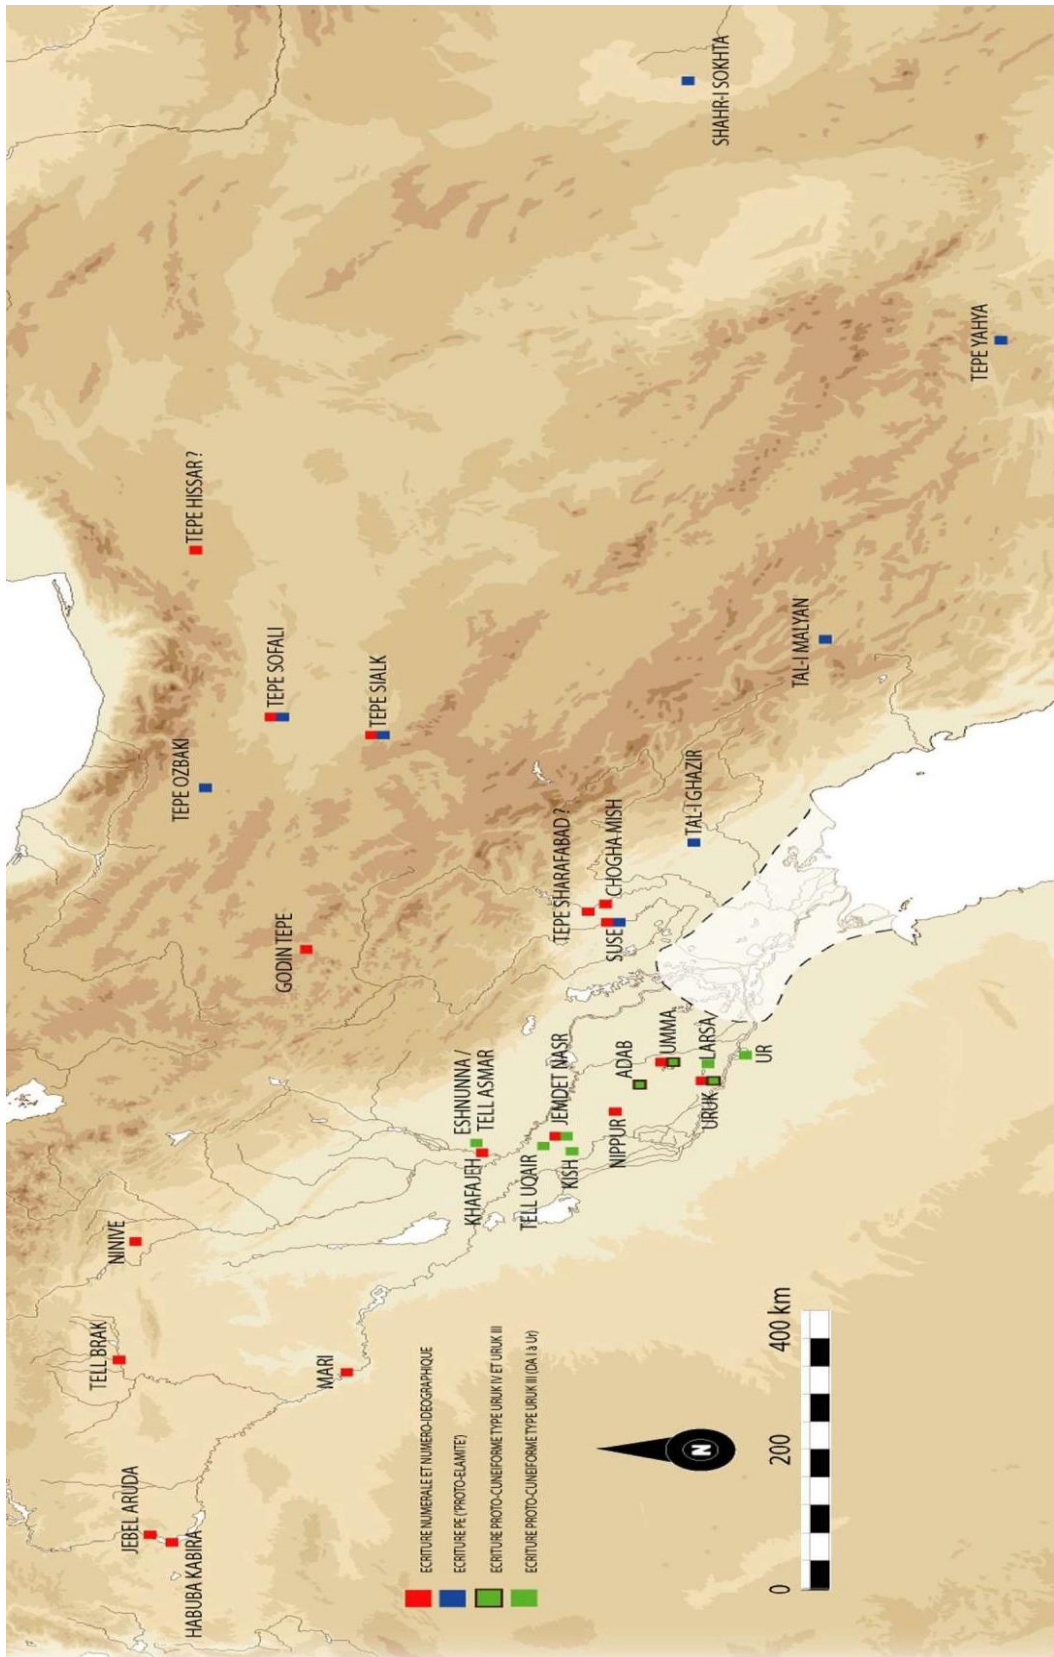 JEBEL ARUDA
HABUBA KABIRA
TELL BRAK
NINIVE
MARI
KHAFAJEH
ESHNUNNA /
TELL ASMAR
TELL UQAIR
JEMDET NASR
KISH
NIPPUR
ADAB
UMMA
URUK
LARSA
UR
GODIN TEPE
TEPE SHARAFABAD ?
SUSE
CHOGHA MISH
TAL-I GHAZIR
TEPE OZBAKI
TEPE SOFALI
TEPE SIALK
TEPE HISSAR ?
TAL-I MALYAN
TEPE YAHYA
SHAHR-I SOKHTA
ECRITURE NUMERALE ET NUMERO-IDEOGRAPHIQUE
ECRITURE PE ('PROTO-ELAMITE')
ECRITURE PROTO-CUNEIFORME TYPE URUK IV ET URUK III
ECRITURE PROTO-CUNEIFORME TYPE URUK III (DA I à Ur)
N
0 200 400 km